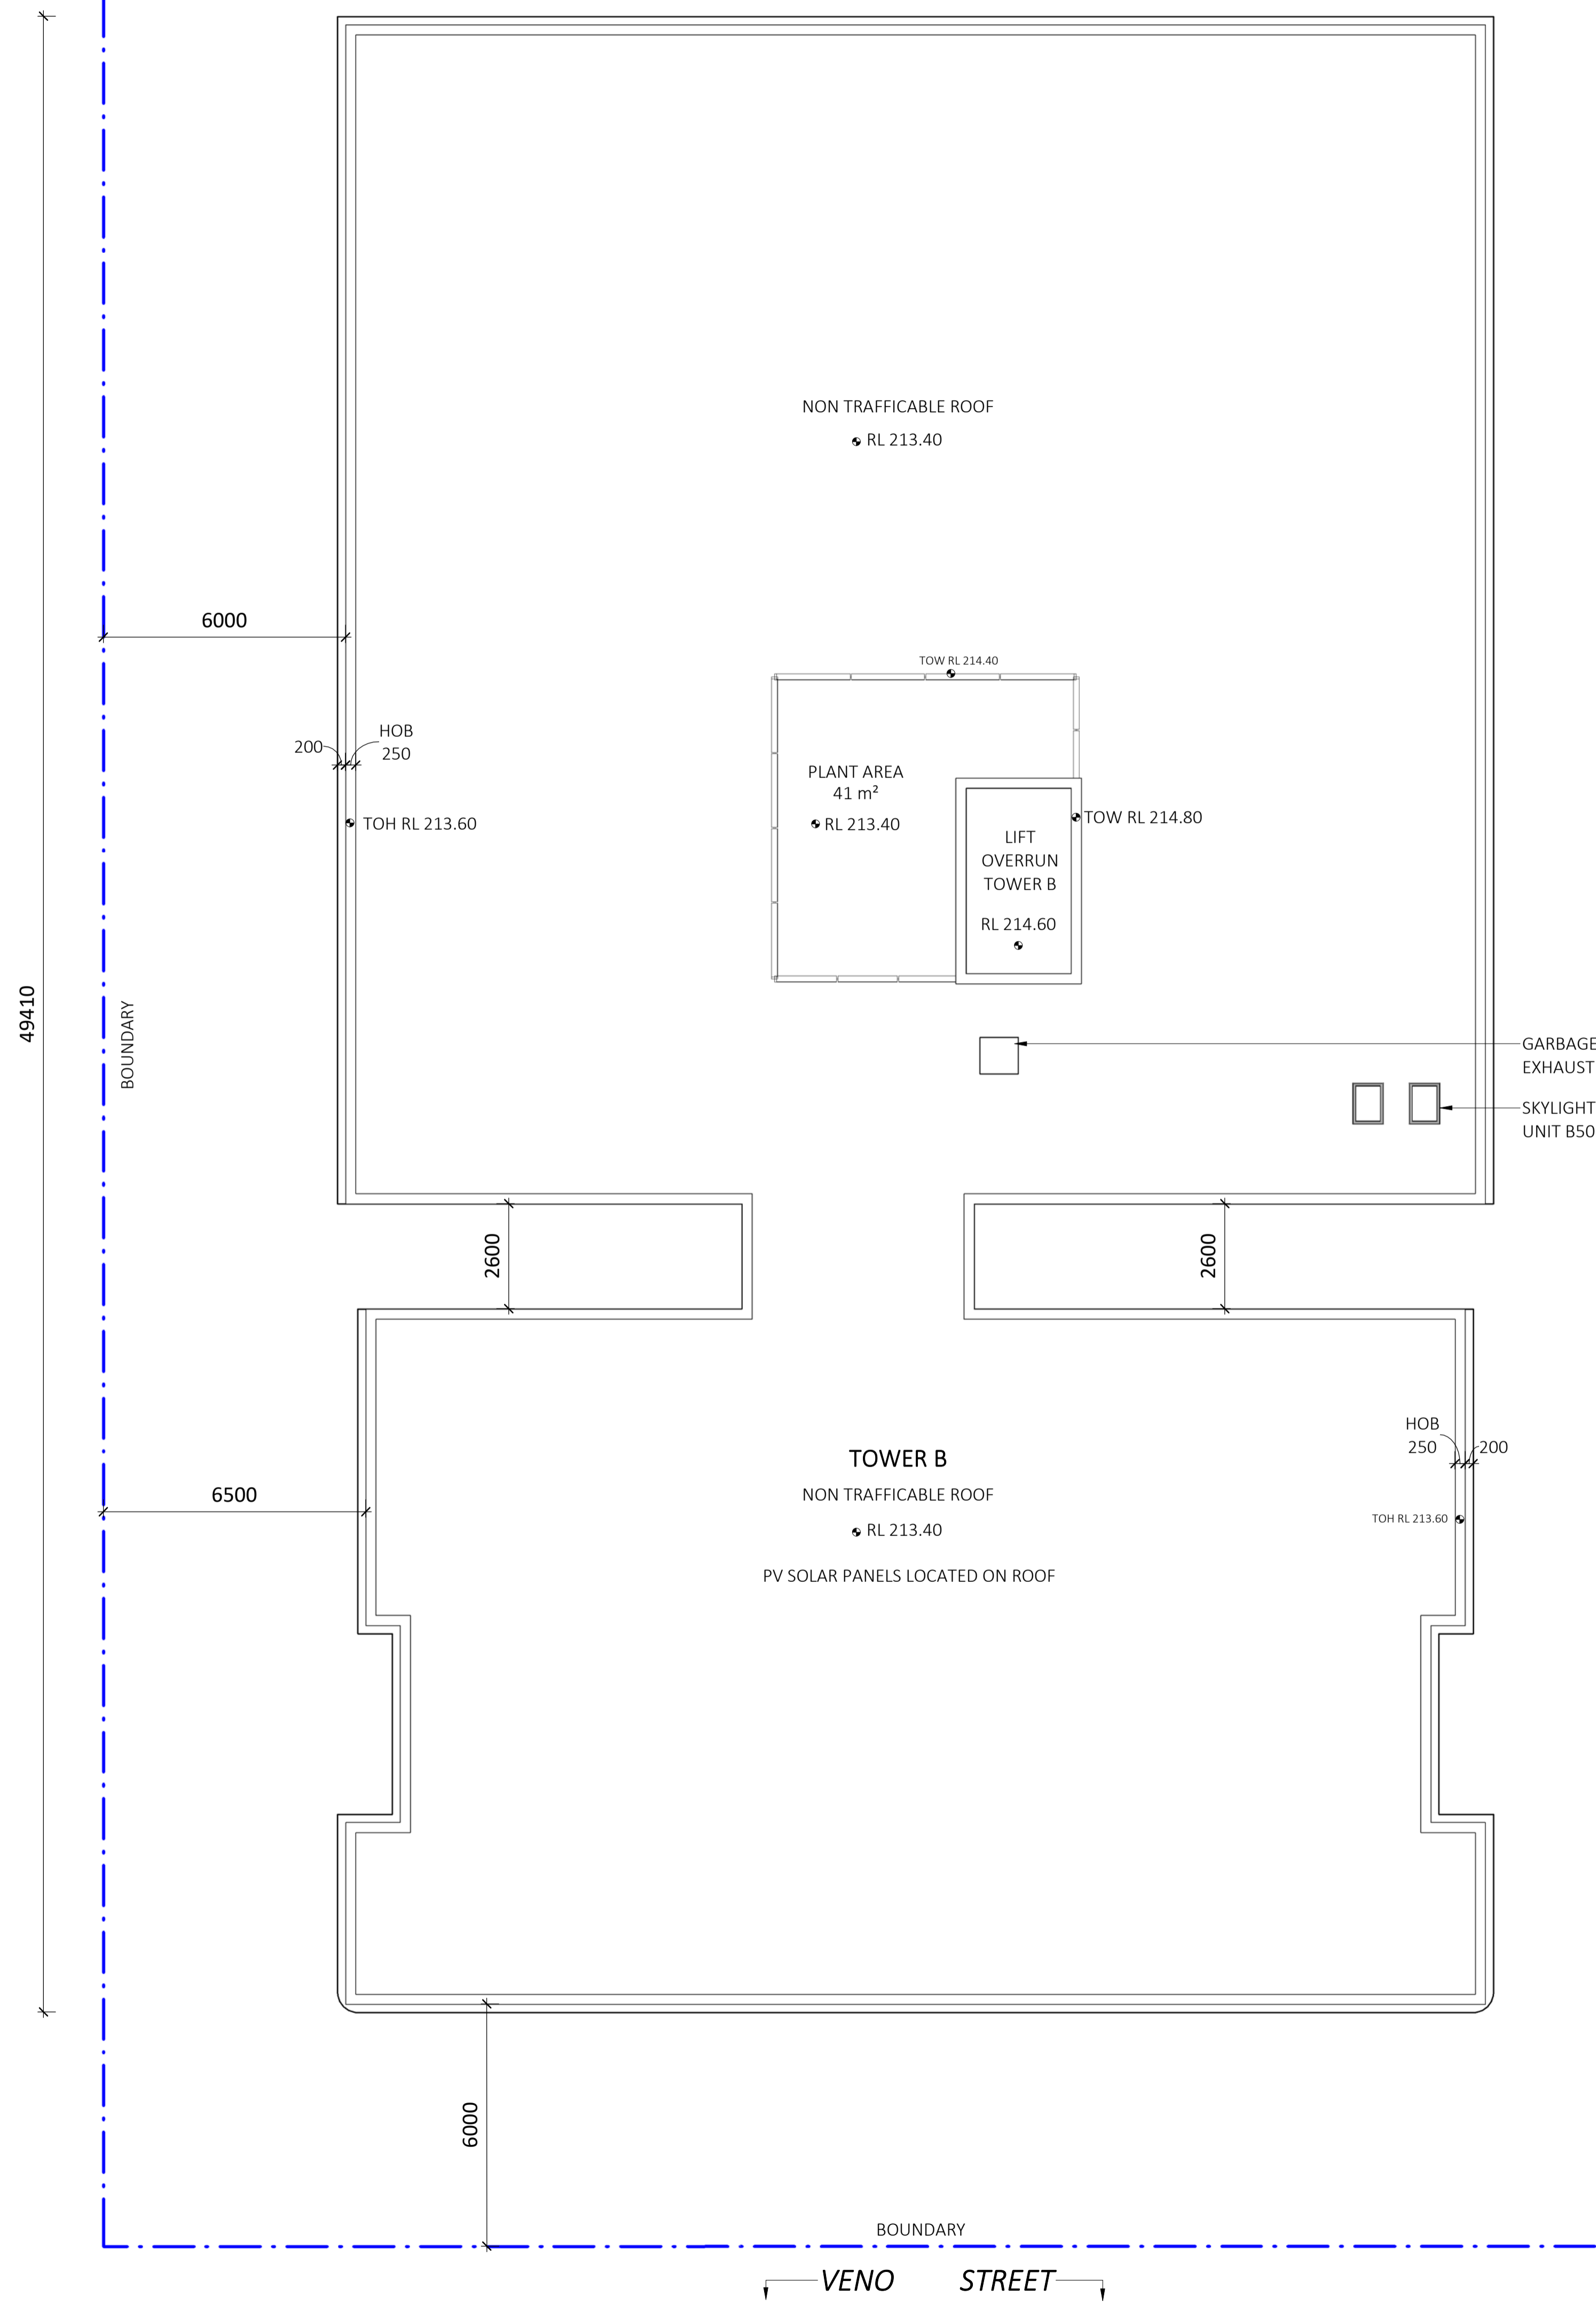 NON TRAFFICABLE ROOF
RL 213.40
6000
TOW RL 214.40
HOB
200
250
PLANT AREA
41 m²
RL 213.40
TOH RL 213.60
TOW RL 214.80
LIFT
OVERRUN
TOWER B
RL 214.60
49410
BOUNDARY
GARBAGE
EXHAUST
SKYLIGHT
UNIT B50
2600
2600
HOB
250
200
TOWER B
6500
NON TRAFFICABLE ROOF
TOH RL 213.60
RL 213.40
PV SOLAR PANELS LOCATED ON ROOF
6000
BOUNDARY
VENO STREET